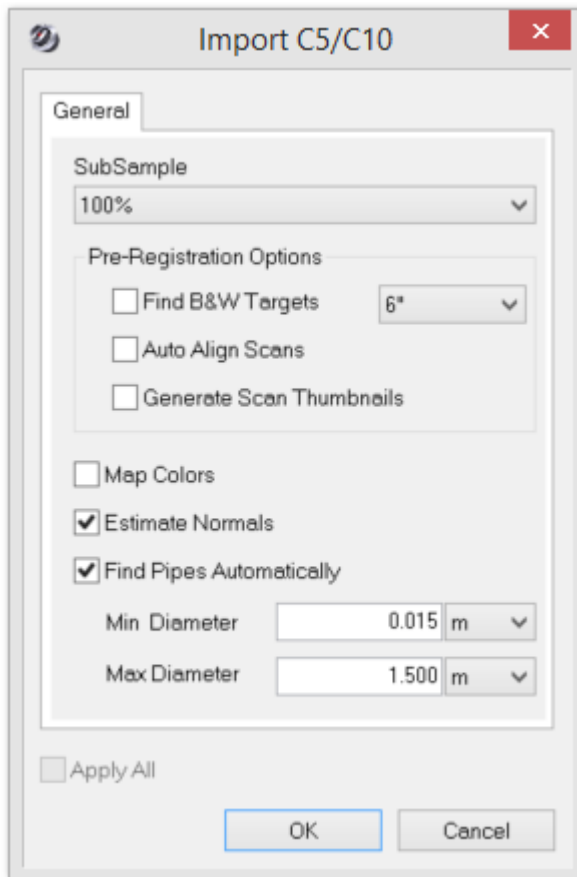 Import C5/C10
General
SubSample
100%
Pre-Registration Options
Find B&W Targets 6"
Auto Align Scans
Generate Scan Thumbnails
Map Colors
Estimate Normals
Find Pipes Automatically
Min Diameter 0.015 m
Max Diameter 1.500 m
Apply All
OK Cancel